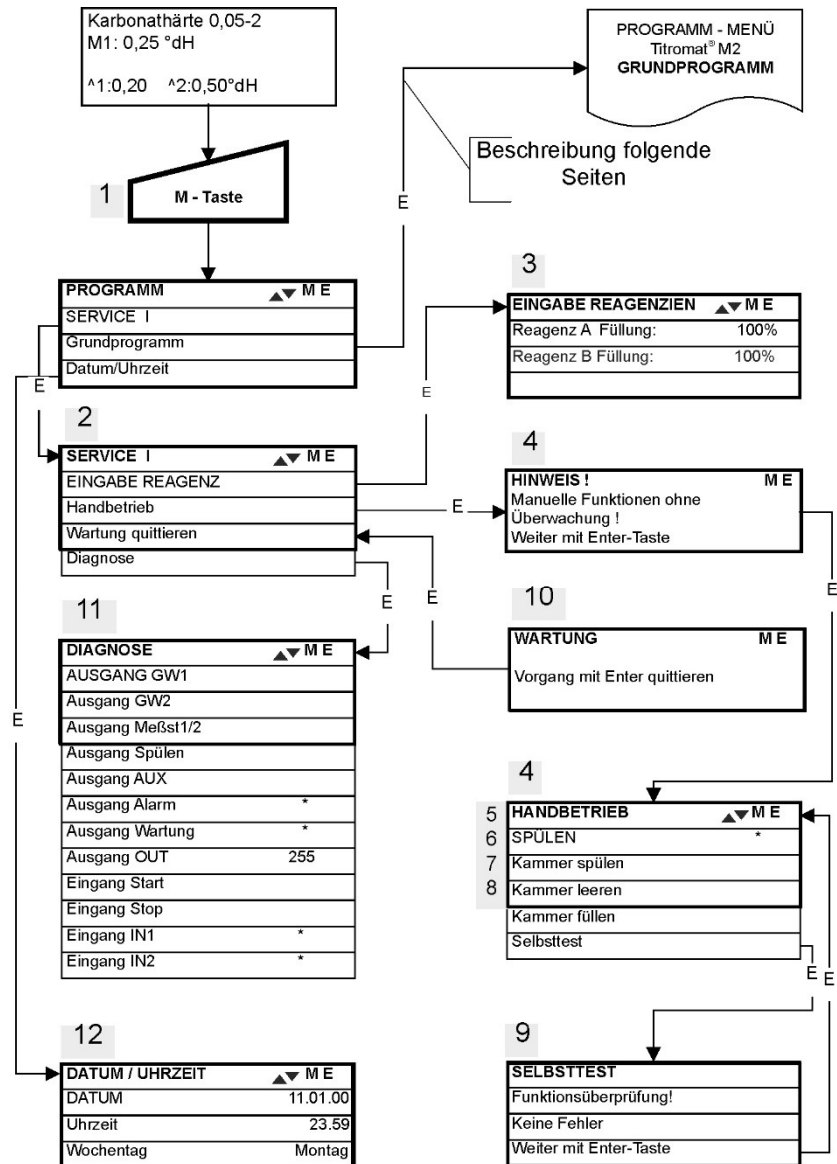 Karbonathärte 0,05-2
M1: 0,25 °dH
^1:0,20 ^2:0,50°dH
PROGRAMM - MENÜ
Titromat® M2
GRUNDPROGRAMM
Beschreibung folgende
Seiten
1
M - Taste
E
PROGRAMM ▲▼ M E
SERVICE I
Grundprogramm
Datum/Uhrzeit
E
3
EINGABE REAGENZIEN ▲▼ M E
Reagenz A Füllung: 100%
Reagenz B Füllung: 100%
E
2
SERVICE I ▲▼ M E
EINGABE REAGENZ
Handbetrieb
Wartung quittieren
Diagnose
E
4
HINWEIS ! M E
Manuelle Funktionen ohne
Überwachung !
Weiter mit Enter-Taste
E
E
E
10
WARTUNG M E
Vorgang mit Enter quittieren
11
DIAGNOSE ▲▼ M E
AUSGANG GW1
Ausgang GW2
Ausgang Meßst1/2
Ausgang Spülen
Ausgang AUX
Ausgang Alarm *
Ausgang Wartung *
Ausgang OUT 255
Eingang Start
Eingang Stop
Eingang IN1 *
Eingang IN2 *
E
4
5 HANDBETRIEB ▲▼ M E
6 SPÜLEN *
7 Kammer spülen
8 Kammer leeren
Kammer füllen
Selbsttest
E
E
9
SELBSTTEST
Funktionsüberprüfung!
Keine Fehler
Weiter mit Enter-Taste
12
DATUM / UHRZEIT ▲▼ M E
DATUM 11.01.00
Uhrzeit 23.59
Wochentag Montag